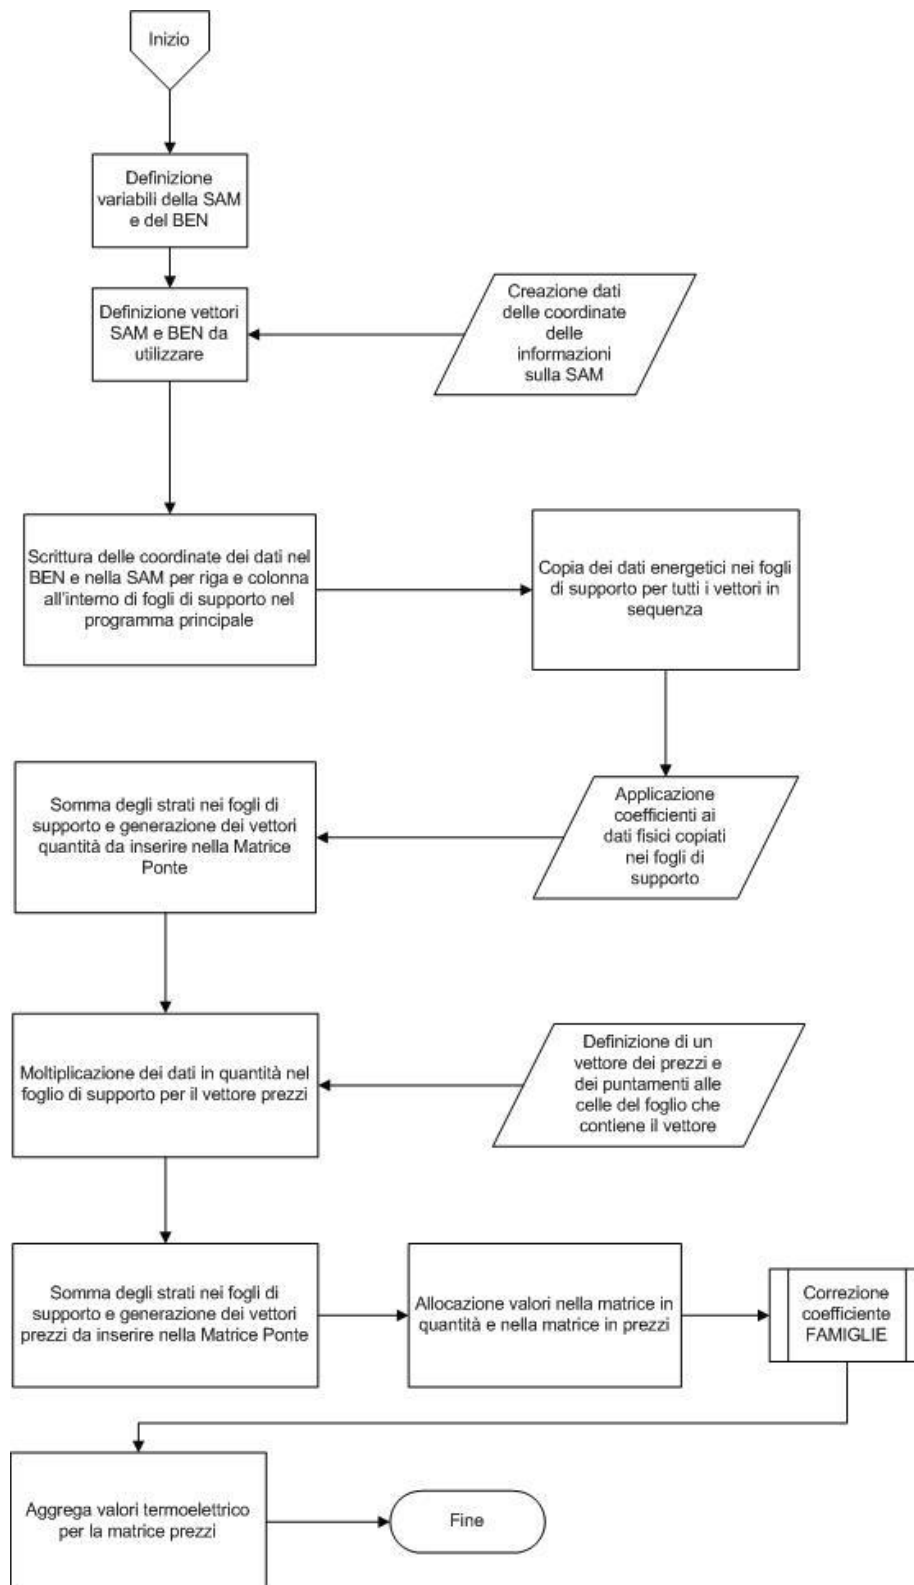 Inizio
Definizione
variabili della SAM
e del BEN
Definizione vettori
SAM e BEN da
utilizzare
Creazione dati
delle coordinate
delle
informazioni
sulla SAM
Scrittura delle coordinate dei dati nel
BEN e nella SAM per riga e colonna
all'interno di fogli di supporto nel
programma principale
Copia dei dati energetici nei fogli
di supporto per tutti i vettori in
sequenza
Applicazione
coefficienti ai
dati fisici copiati
nei fogli di
supporto
Somma degli strati nei fogli di
supporto e generazione dei vettori
quantità da inserire nella Matrice
Ponte
Moltiplicazione dei dati in quantità nel
foglio di supporto per il vettore prezzi
Definizione di un
vettore dei prezzi e
dei puntamenti alle
celle del foglio che
contiene il vettore
Somma degli strati nei fogli di
supporto e generazione dei vettori
prezzi da inserire nella Matrice Ponte
Allocazione valori nella matrice in
quantità e nella matrice in prezzi
Correzione
coefficiente
FAMIGLIE
Aggrega valori termoelettrico
per la matrice prezzi
Fine